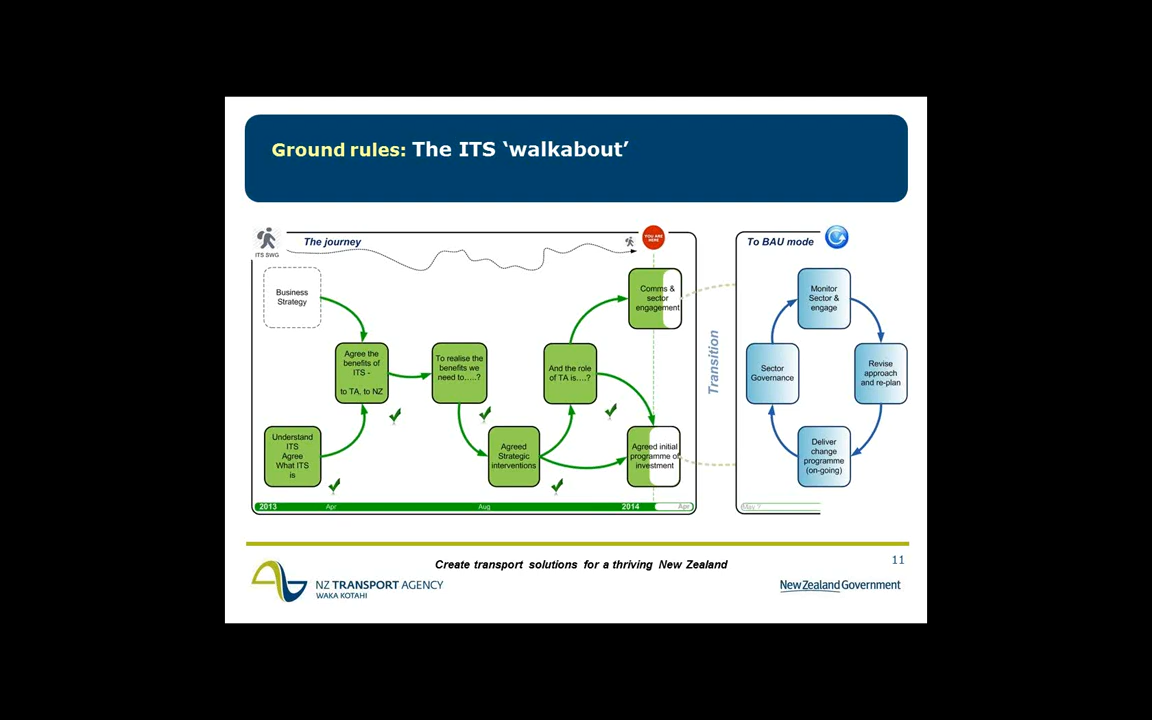 Ground rules: The ITS ‘walkabout’
ITS SWG
The journey
YOU ARE
HERE
Business
Strategy
Comms &
sector
engagement
Agree the
benefits of
ITS -
to TA, to NZ
To realise the
benefits we
need to.....?
And the role
of TA is....?
Understand
ITS
Agree
What ITS
is
Agreed
Strategic
interventions
Agreed initial
programme of
investment
2013
Apr
Aug
2014
Apr
Transition
To BAU mode
Monitor
Sector &
engage
Sector
Governance
Revise
approach
and re-plan
Deliver
change
programme
(on-going)
May ?
Create transport solutions for a thriving New Zealand
11
NZ TRANSPORT AGENCY
WAKA KOTAHI
New Zealand Government